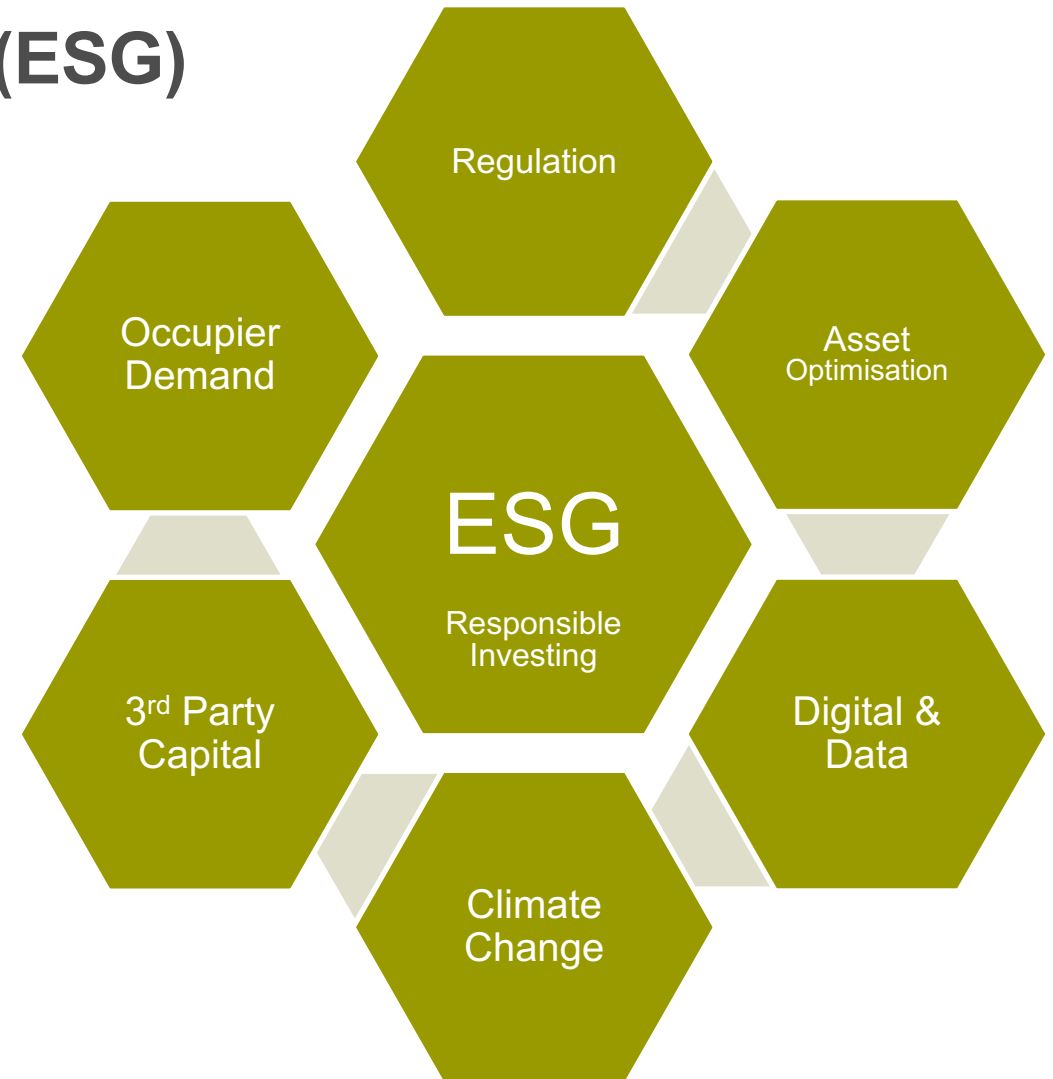 (ESG)
Regulation
Occupier
Demand
Asset
Optimisation
ESG
Responsible
Investing
3rd Party
Capital
Digital &
Data
Climate
Change